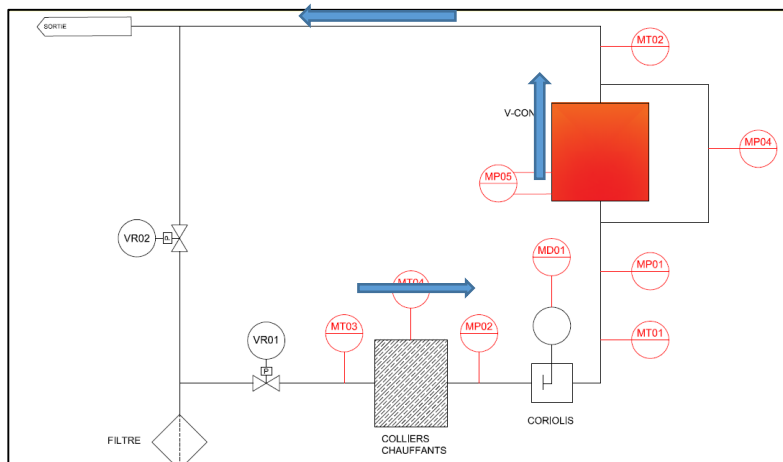 SORTIE
MT02
V-CON
MP04
MP05
VR02
MD01
MP01
MT04
MT03
MP02
VR01
P
MT01
FILTRE
COLLIERS
CHAUFFANTS
CORIOLIS